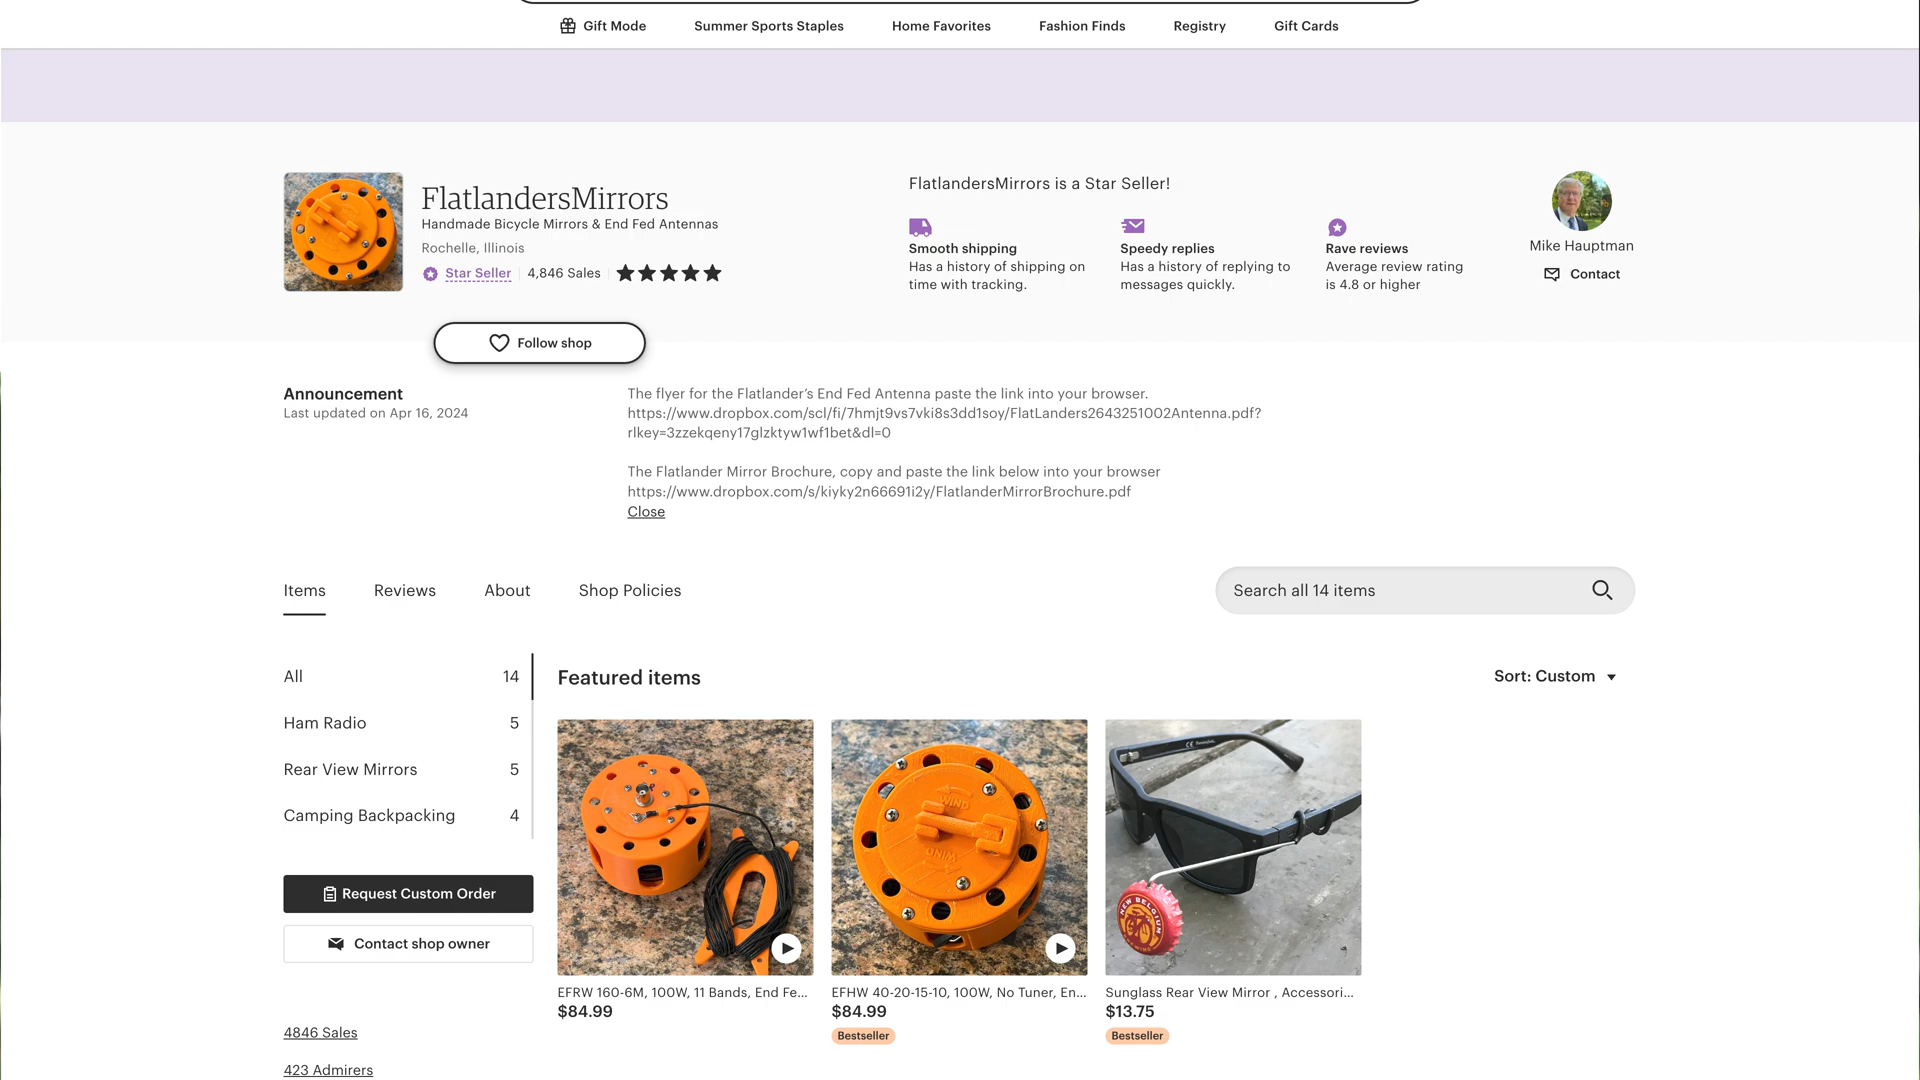 Gift Mode
Summer Sports Staples
Home Favorites
Fashion Finds
Registry
Gift Cards
FlatlandersMirrors
Handmade Bicycle Mirrors & End Fed Antennas
Rochelle, Illinois
Star Seller
4,846 Sales
FlatlandersMirrors is a Star Seller!
Smooth shipping
Has a history of shipping on
time with tracking.
Speedy replies
Has a history of replying to
messages quickly.
Rave reviews
Average review rating
is 4.8 or higher
Mike Hauptman
Contact
Follow shop
Announcement
Last updated on Apr 16, 2024
The flyer for the Flatlander’s End Fed Antenna paste the link into your browser.
https://www.dropbox.com/scl/fi/7hmjt9vs7vki8s3dd1soy/FlatLanders2643251002Antenna.pdf?
rlkey=3zzekqeny17glzktyw1wf1bet&dl=0
The Flatlander Mirror Brochure, copy and paste the link below into your browser
https://www.dropbox.com/s/kiyky2n66691i2y/FlatlanderMirrorBrochure.pdf
Close
Items
Reviews
About
Shop Policies
Search all 14 items
All 14
Ham Radio 5
Rear View Mirrors 5
Camping Backpacking 4
Request Custom Order
Contact shop owner
4846 Sales
423 Admirers
Featured items
Sort: Custom
WIND
WIND
NEW BELGIUM
EFRW 160-6M, 100W, 11 Bands, End Fe...
$84.99
EFHW 40-20-15-10, 100W, No Tuner, En...
$84.99
Bestseller
Sunglass Rear View Mirror , Accessori...
$13.75
Bestseller